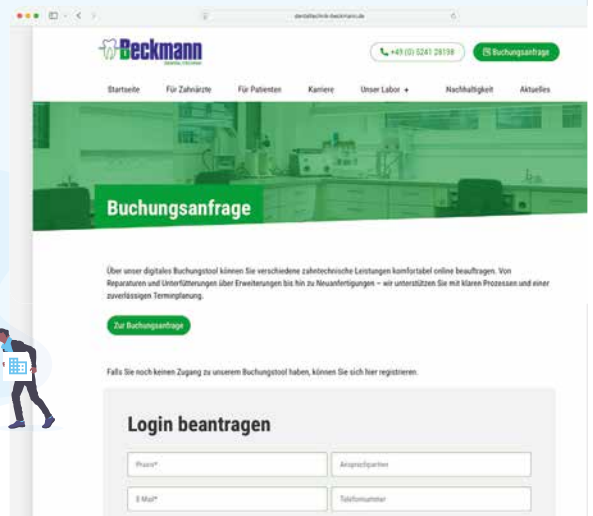 dentaltechnik-beckmann.de
Beckmann
DENTAL-TECHNIK
+49 (0) 5241 28198
Buchungsanfrage
Startseite Für Zahnärzte Für Patienten Karriere Unser Labor + Nachhaltigkeit Aktuelles
Buchungsanfrage
Über unser digitales Buchungstool können Sie verschiedene zahntechnische Leistungen komfortabel online beauftragen. Von
Reparaturen und Unterfütterungen über Erweiterungen bis hin zu Neuanfertigungen – wir unterstützen Sie mit klaren Prozessen und einer
zuverlässigen Terminplanung.
Zur Buchungsanfrage
Falls Sie noch keinen Zugang zu unserem Buchungstool haben, können Sie sich hier registrieren.
Login beantragen
Praxis* Ansprechpartner
E-Mail* Telefonnummer